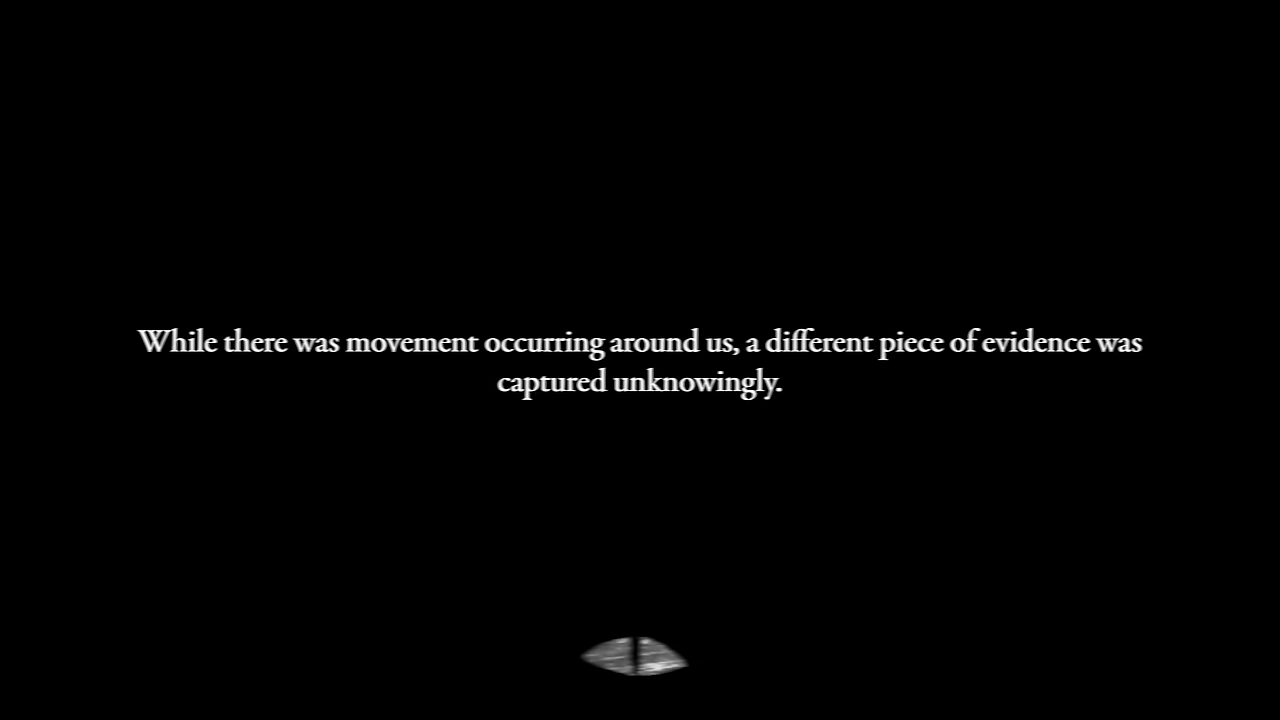 While there was movement occurring around us, a different piece of evidence was
captured unknowingly.